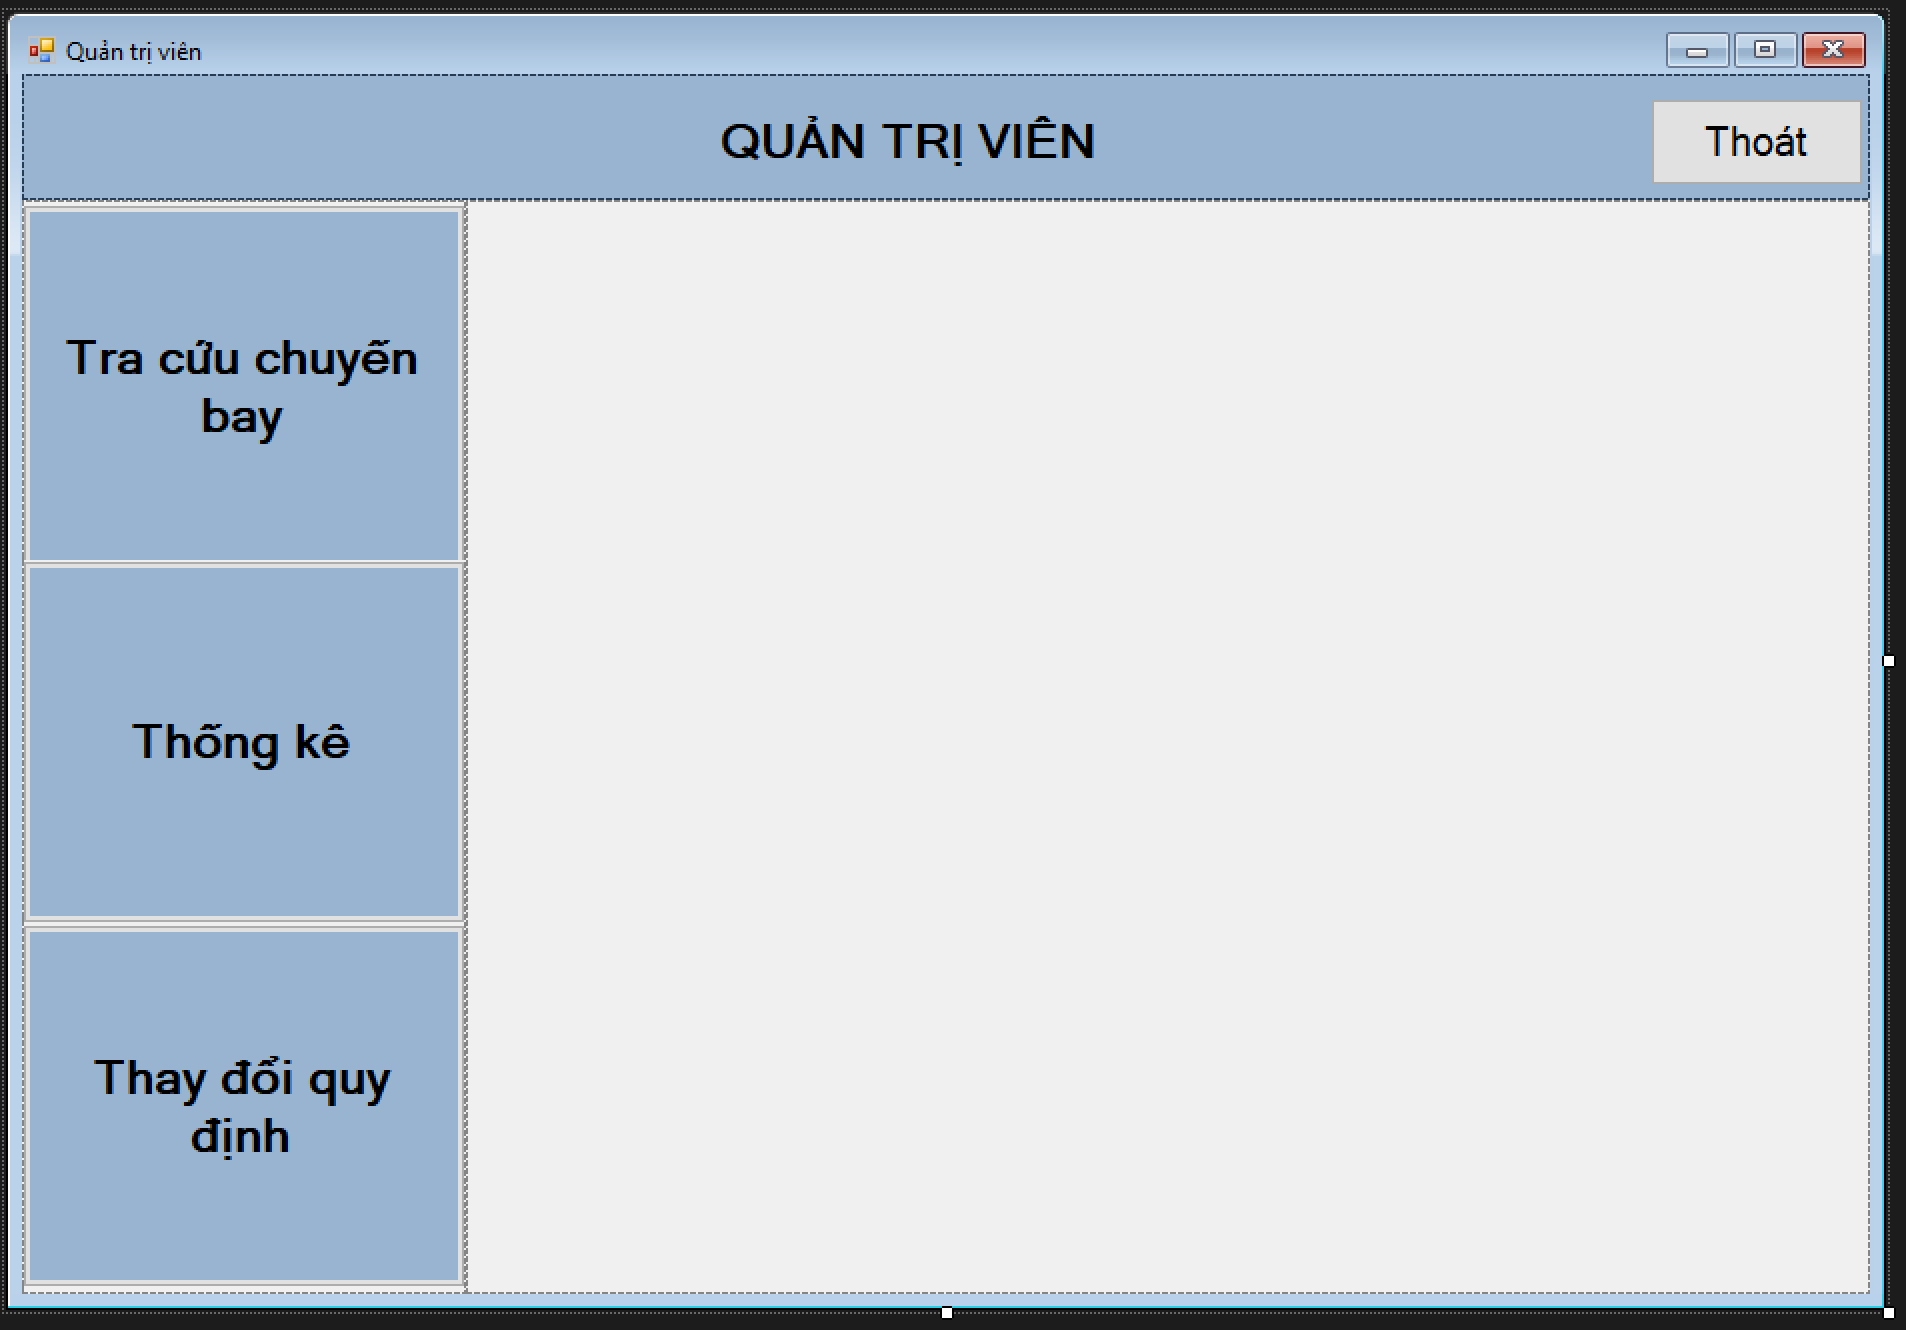 Quản trị viên
QUẢN TRỊ VIÊN
Thoát
Tra cứu chuyến
bay
Thống kê
Thay đổi quy
định